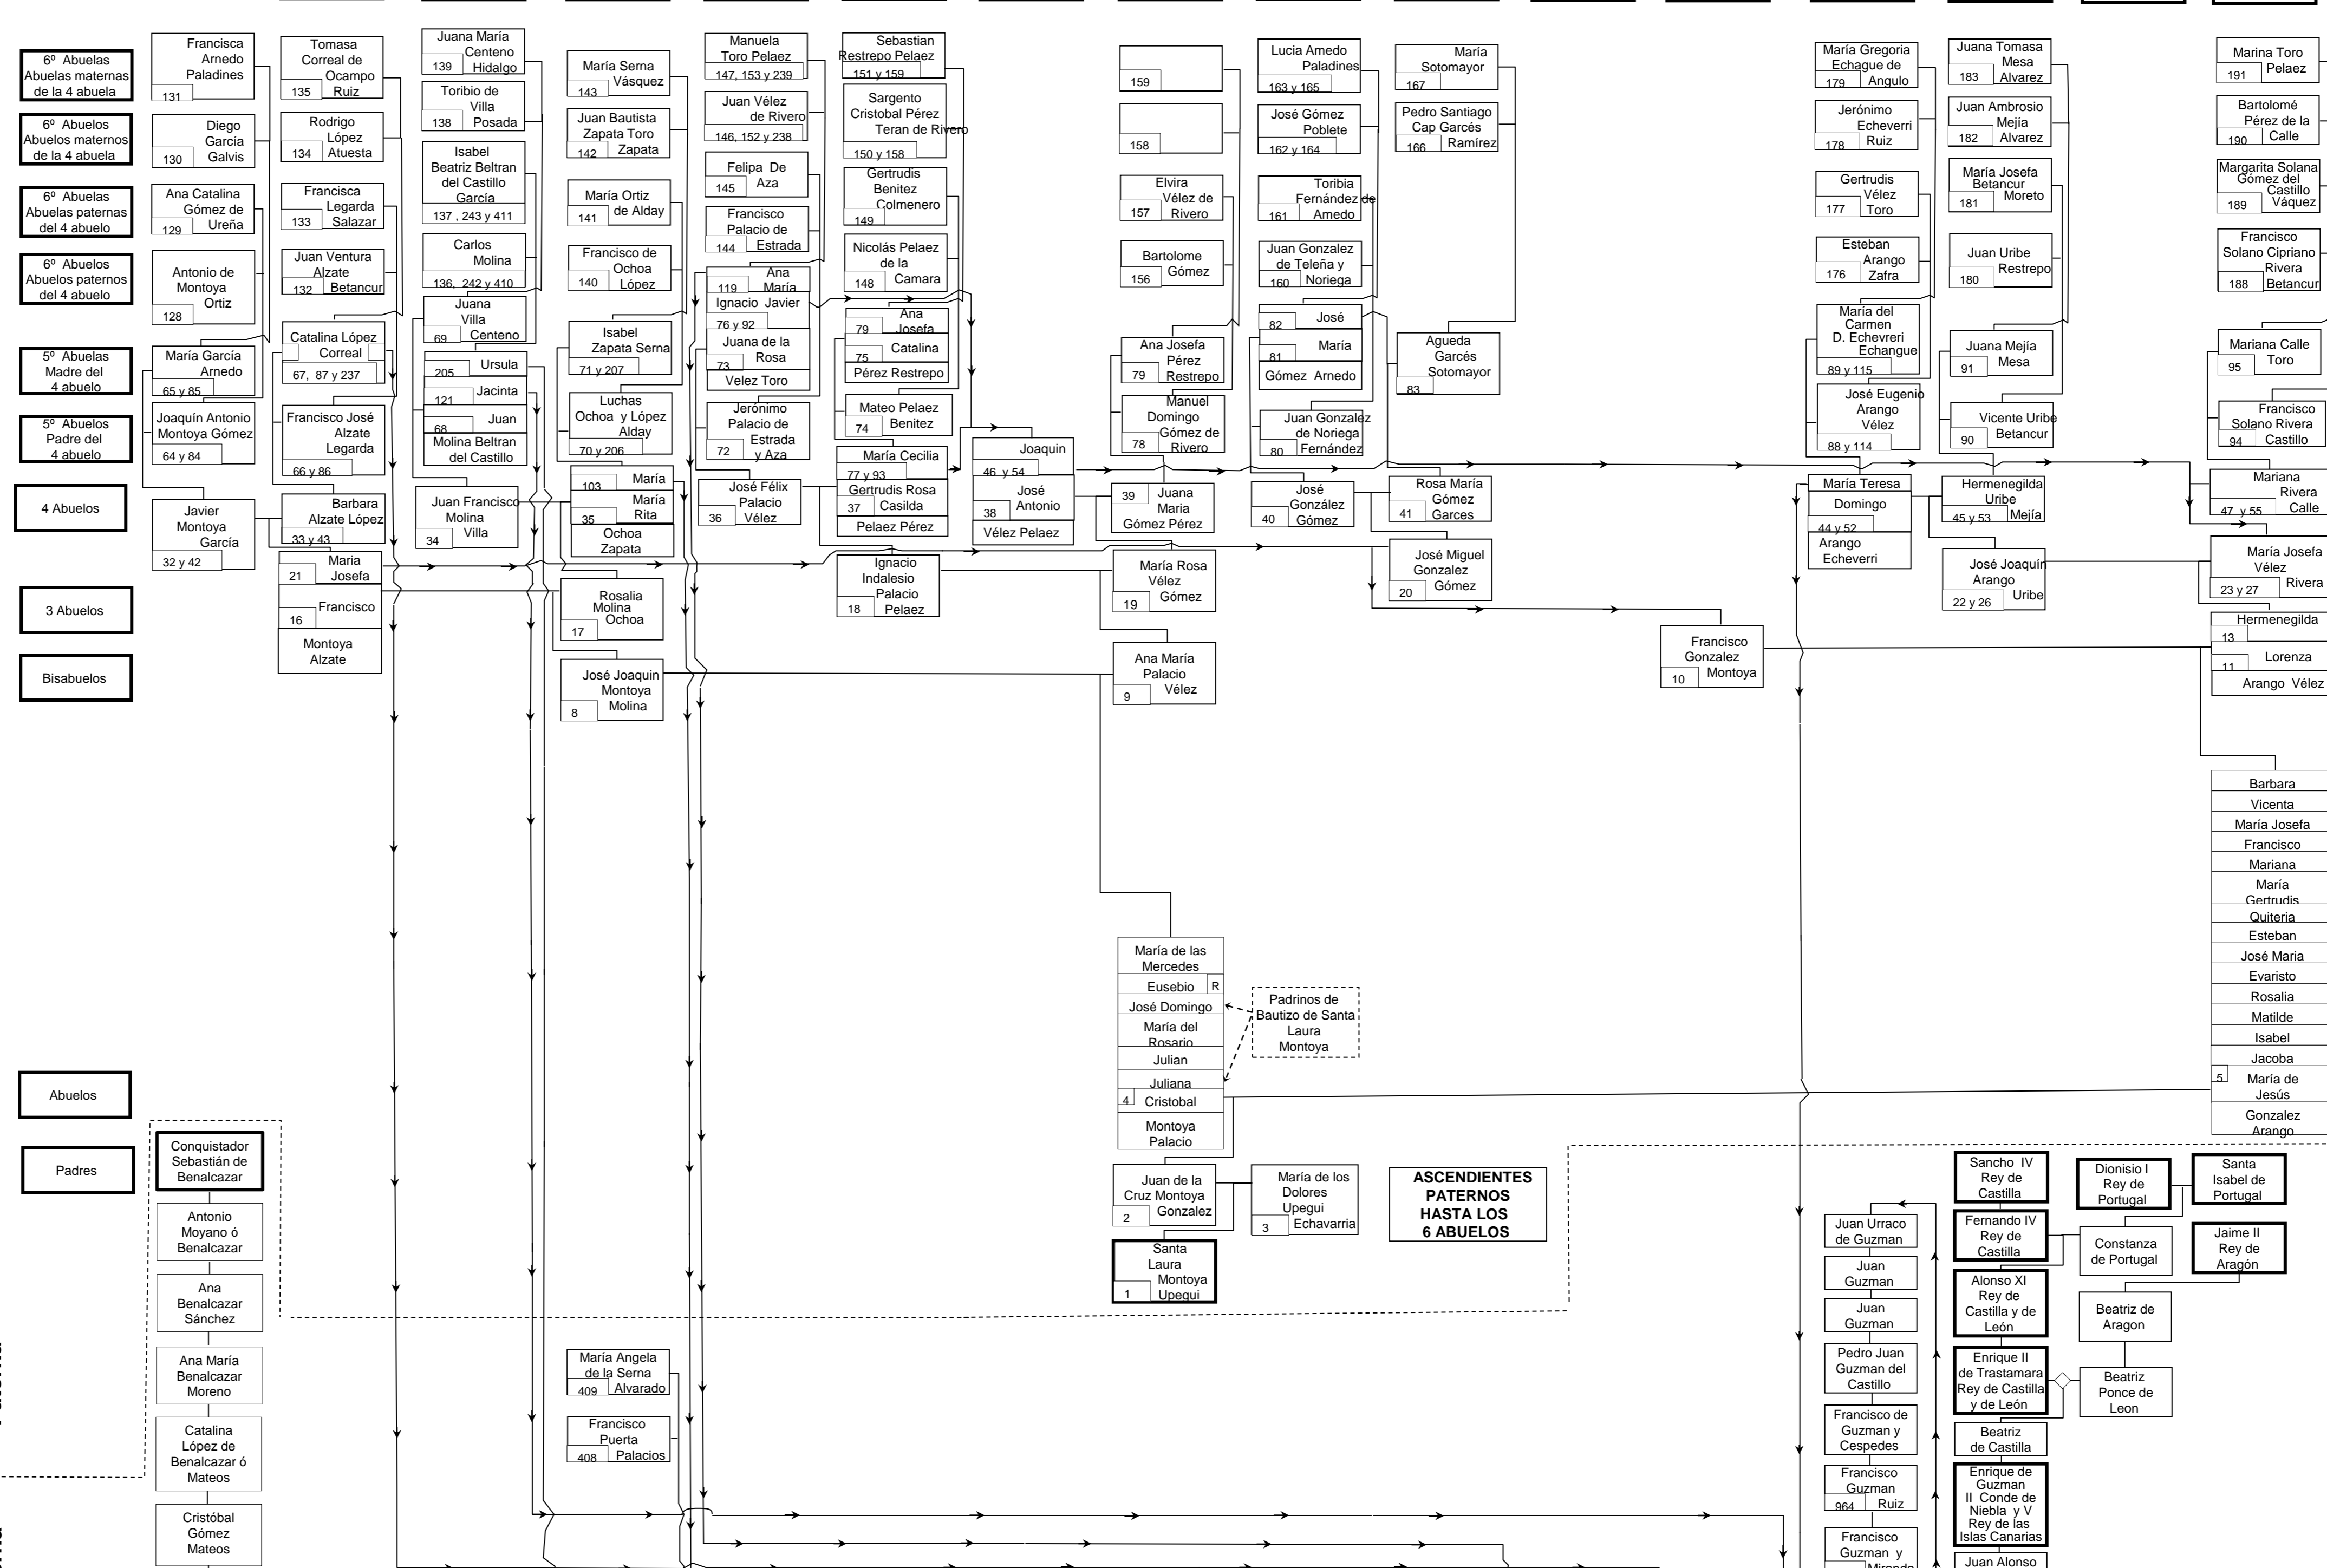 6º Abuelas
Abuelas maternas
de la 4 abuela
6º Abuelos
Abuelos maternos
de la 4 abuela
6º Abuelas
Abuelas paternas
del 4 abuelo
6º Abuelos
Abuelos paternos
del 4 abuelo
5º Abuelas
Madre del
4 abuelo
5º Abuelos
Padre del
4 abuelo
4 Abuelos
3 Abuelos
Bisabuelos
Abuelos
Padres
Francisca
Arnedo
Paladines
131
Diego
García
130 Galvis
Ana Catalina
Gómez de
129 Ureña
Antonio de
Montoya
Ortiz
128
María García
Arnedo
65 y 85
Joaquín Antonio
Montoya Gómez
64 y 84
Javier
Montoya
García
32 y 42
Tomasa
Correal de
Ocampo
135 Ruiz
Rodrigo
López
134 Atuesta
Francisca
Legarda
133 Salazar
Juan Ventura
Alzate
132 Betancur
Catalina López
Correal
67, 87 y 237
Francisco José
Alzate
Legarda
66 y 86
Barbara
Alzate López
33 y 43
Maria
21 Josefa
Francisco
16
Montoya
Alzate
Juana María
Centeno
139 Hidalgo
Toribio de
Villa
138 Posada
Isabel
Beatriz Beltran
del Castillo
García
137 , 243 y 411
Carlos
Molina
136, 242 y 410
Juana
Villa
69 Centeno
Ursula
205
Jacinta
121
Juan
68
Molina Beltran
del Castillo
Juan Francisco
Molina
Villa
34
María Serna
Vásquez
143
Juan Bautista
Zapata Toro
142 Zapata
María Ortiz
141 de Alday
Francisco de
Ochoa
140 López
Isabel
Zapata Serna
71 y 207
Luchas
Ochoa y López
Alday
70 y 206
103 María
María
35 Rita
Ochoa
Zapata
Rosalia
Molina
Ochoa
17
José Joaquin
Montoya
Molina
8
Manuela
Toro Pelaez
147, 153 y 239
Juan Vélez
de Rivero
146, 152 y 238
Felipa De
145 Aza
Francisco
Palacio de
144 Estrada
Ana
119 María
Ignacio Javier
76 y 92
Juana de la
Rosa
73
Velez Toro
Jerónimo
Palacio de
Estrada
72 y Aza
José Félix
Palacio
36 Vélez
Sebastian
Restrepo Pelaez
151 y 159
Sargento
Cristobal Pérez
Teran de Rivero
150 y 158
Gertrudis
Benitez
Colmenero
149
Nicolás Pelaez
de la
148 Camara
Ana
79 Josefa
75 Catalina
Pérez Restrepo
Mateo Pelaez
74 Benitez
María Cecilia
77 y 93
Gertrudis Rosa
37 Casilda
Pelaez Pérez
Ignacio
Indalesio
Palacio
18 Pelaez
Joaquin
46 y 54
José
38 Antonio
Vélez Pelaez
159
158
Elvira
Vélez de
157 Rivero
Bartolome
Gómez
156
Ana Josefa
Pérez
79 Restrepo
Manuel
Domingo
Gómez de
78 Rivero
39 Juana
Maria
Gómez Pérez
María Rosa
Vélez
Gómez
19
Ana María
Palacio
9 Vélez
Lucia Amedo
Paladines
163 y 165
José Gómez
Poblete
162 y 164
Toribia
Fernández de
161 Amedo
Juan Gonzalez
de Teleña y
160 Noriega
82 José
María
81
Gómez Arnedo
Juan Gonzalez
de Noriega
80 Fernández
José
González
40 Gómez
María
Sotomayor
167
Pedro Santiago
Cap Garcés
166 Ramírez
Agueda
Garcés
Sotomayor
83
Rosa María
Gómez
41 Garces
José Miguel
Gonzalez
20 Gómez
Francisco
Gonzalez
10 Montoya
María Gregoria
Echague de
179 Angulo
Jerónimo
Echeverri
178 Ruiz
Gertrudis
Vélez
177 Toro
Esteban
Arango
176 Zafra
María del
Carmen
D. Echevreri
Echangue
89 y 115
José Eugenio
Arango
Vélez
88 y 114
María Teresa
Domingo
44 y 52
Arango
Echeverri
Juana Tomasa
Mesa
183 Alvarez
Juan Ambrosio
Mejía
182 Alvarez
María Josefa
Betancur
181 Moreto
Juan Uribe
180 Restrepo
Juana Mejía
91 Mesa
Vicente Uribe
90 Betancur
Hermenegilda
Uribe
45 y 53 Mejía
José Joaquín
Arango
Uribe
22 y 26
Marina Toro
191 Pelaez
Bartolomé
Pérez de la
190 Calle
Margarita Solana
Gómez del
Castillo
189 Váquez
Francisco
Solano Cipriano
Rivera
188 Betancur
Mariana Calle
Toro
95
Francisco
Solano Rivera
94 Castillo
Mariana
Rivera
47 y 55 Calle
María Josefa
Vélez
Rivera
23 y 27
Hermenegilda
13
Lorenza
11
Arango Vélez
Barbara
Vicenta
María Josefa
Francisco
Mariana
María
Gertrudis
Quiteria
Esteban
José Maria
Evaristo
Rosalia
Matilde
Isabel
Jacoba
5 María de
Jesús
Gonzalez
Arango
María de las
Mercedes
Eusebio R
José Domingo
María del
Rosario
Julian
Juliana
4 Cristobal
Montoya
Palacio
Padrinos de
Bautizo de Santa
Laura
Montoya
Juan de la
Cruz Montoya
2 Gonzalez
María de los
Dolores
Upegui
3 Echavarria
Santa
Laura
Montoya
1 Upegui
ASCENDIENTES
PATERNOS
HASTA LOS
6 ABUELOS
Conquistador
Sebastián de
Benalcazar
Antonio
Moyano ó
Benalcazar
Ana
Benalcazar
Sánchez
Ana María
Benalcazar
Moreno
Catalina
López de
Benalcazar ó
Mateos
Cristóbal
Gómez
Mateos
María Angela
de la Serna
409 Alvarado
Francisco
Puerta
408 Palacios
Juan Urraco
de Guzman
Juan
Guzman
Juan
Guzman
Pedro Juan
Guzman del
Castillo
Francisco de
Guzman y
Cespedes
Francisco
Guzman
964 Ruiz
Francisco
Guzman y
Sancho IV
Rey de
Castilla
Fernando IV
Rey de
Castilla
Alonso XI
Rey de
Castilla y de
León
Enrique II
de Trastamara
Rey de Castilla
y de León
Beatriz
de Castilla
Enrique de
Guzman
II Conde de
Niebla y V
Rey de las
Islas Canarias
Juan Alonso
Dionisio I
Rey de
Portugal
Santa
Isabel de
Portugal
Constanza
de Portugal
Jaime II
Rey de
Aragón
Beatriz de
Aragon
Beatriz
Ponce de
Leon